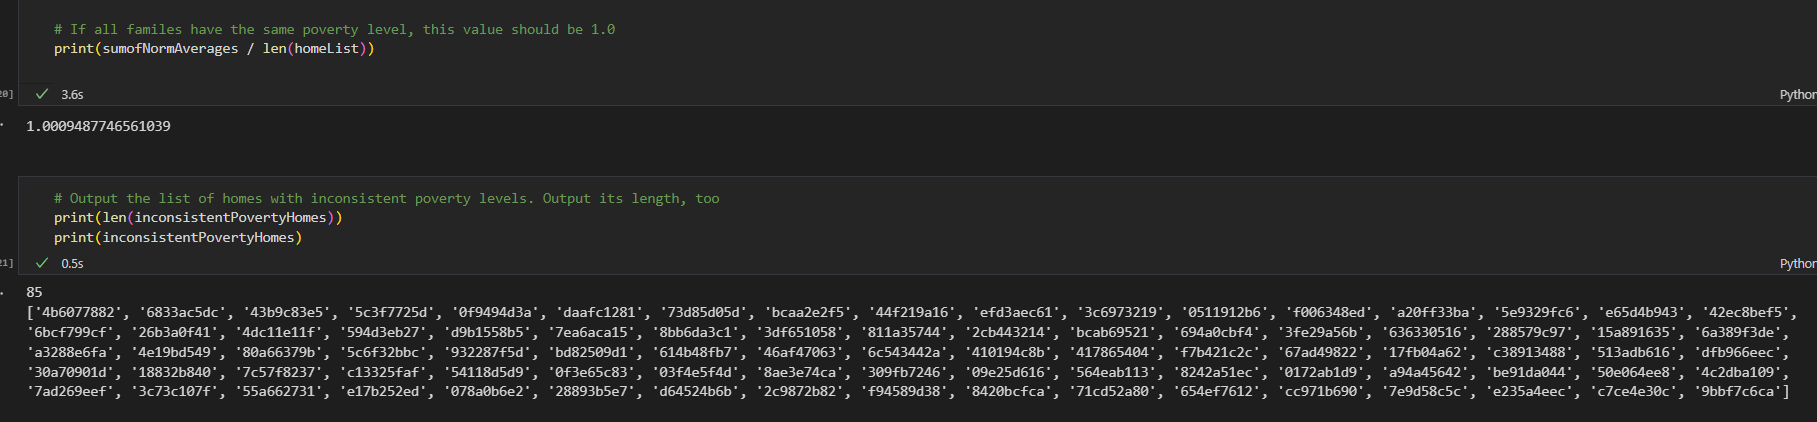 # If all familes have the same poverty level, this value should be 1.0
print(sumofNormAverages / len(homeList))
20]
3.6s
Python
1.0009487746561039
# Output the list of homes with inconsistent poverty levels. Output its length, too
print(len(inconsistentPovertyHomes))
print(inconsistentPovertyHomes)
21]
0.5s
Python
85
['4b6077882', '6833ac5dc', '43b9c83e5', '5c3f7725d', '0f9494d3a', 'daafc1281', '73d85d05d', 'bcaa2e2f5', '44f219a16', 'efd3aec61', '3c6973219', '0511912b6', 'f006348ed', 'a20ff33ba', '5e9329fc6', 'e65d4b943', '42ec8bef5',
'6bcf799cf', '26b3a0f41', '4dc11e11f', '594d3eb27', 'd9b1558b5', '7ea6aca15', '8bb6da3c1', '3df651058', '811a35744', '2cb443214', 'bcab69521', '694a0cbf4', '3fe29a56b', '636330516', '288579c97', '15a891635', '6a389f3de',
'a3288e6fa', '4e19bd549', '80a66379b', '5c6f32bbc', '932287f5d', 'bd82509d1', '614b48fb7', '46af47063', '6c543442a', '410194c8b', '417865404', 'f7b421c2c', '67ad49822', '17fb04a62', 'c38913488', '513adb616', 'dfb966eec',
'30a70901d', '18832b840', '7c57f8237', 'c13325faf', '54118d5d9', '0f3e65c83', '03f4e5f4d', '8ae3e74ca', '309fb7246', '09e25d616', '564eab113', '8242a51ec', '0172ab1d9', 'a94a45642', 'be91da044', '50e064ee8', '4c2dba109',
'7ad269eef', '3c73c107f', '55a662731', 'e17b252ed', '078a0b6e2', '28893b5e7', 'd64524b6b', '2c9872b82', 'f94589d38', '8420bcfca', '71cd52a80', '654ef7612', 'cc971b690', '7e9d58c5c', 'e235a4eec', 'c7ce4e30c', '9bbf7c6ca']